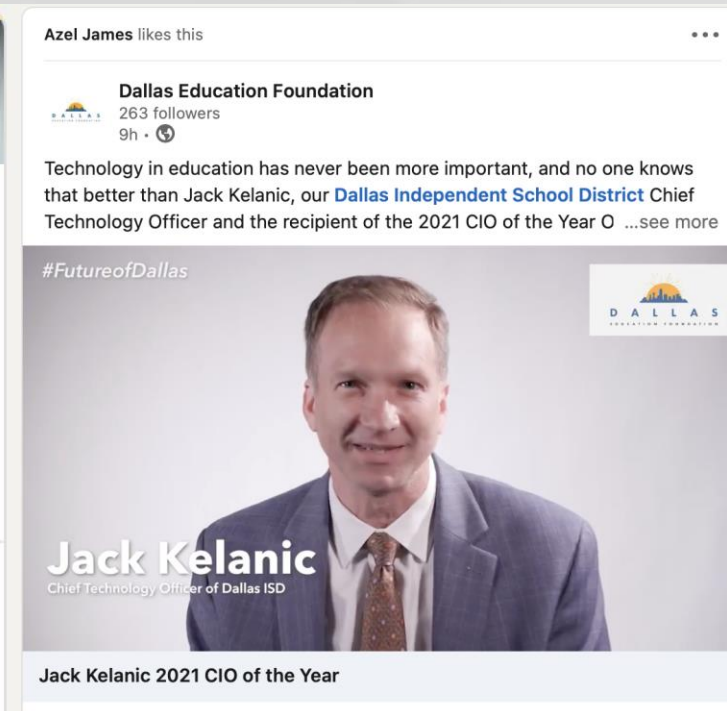 Azel James likes this
Dallas Education Foundation
263 followers
9h •
Technology in education has never been more important, and no one knows
that better than Jack Kelanic, our Dallas Independent School District Chief
Technology Officer and the recipient of the 2021 CIO of the Year O ...see more
#FutureofDallas
DALLAS
EDUCATION FOUNDATION
Jack Kelanic
Chief Technology Officer of Dallas ISD
Jack Kelanic 2021 CIO of the Year